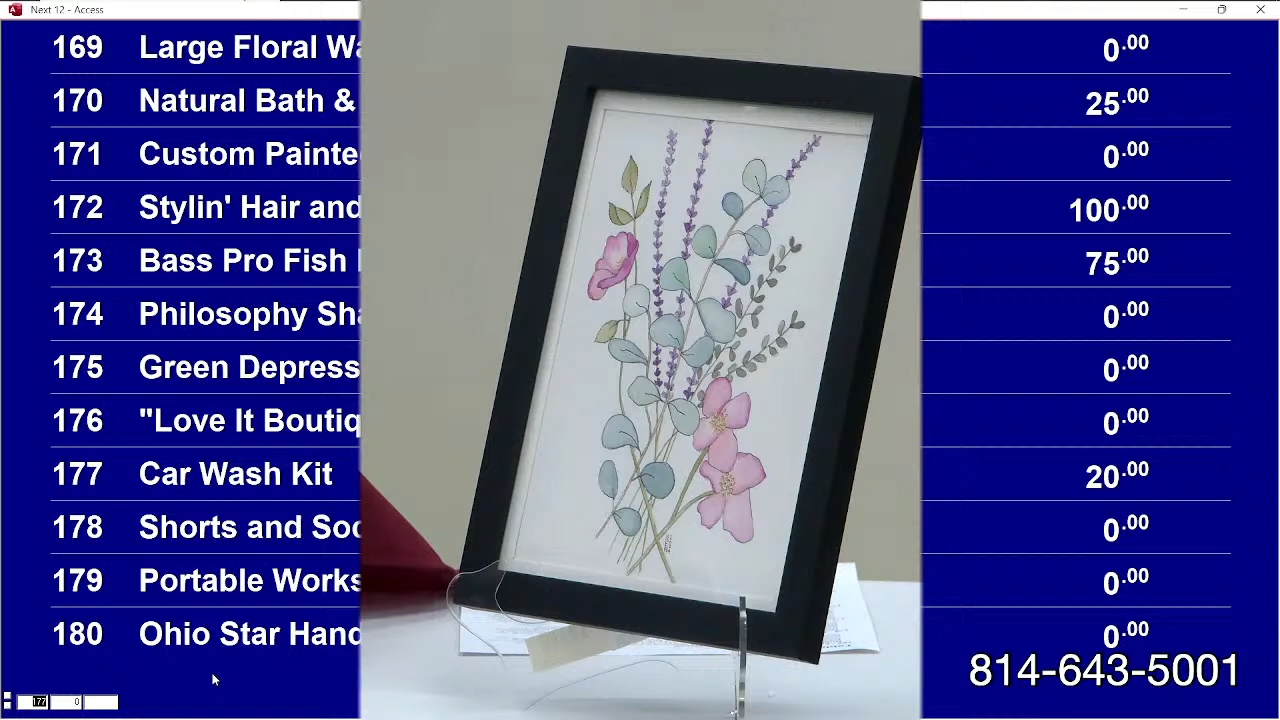 Next 12 - Access
169 Large Floral Wa 0.00
170 Natural Bath & 25.00
171 Custom Painte 0.00
172 Stylin' Hair and 100.00
173 Bass Pro Fish 75.00
174 Philosophy Sha 0.00
175 Green Depress 0.00
176 "Love It Boutiq 0.00
177 Car Wash Kit 20.00
178 Shorts and Soc 0.00
179 Portable Works 0.00
180 Ohio Star Hand 0.00
814-643-5001
177 0